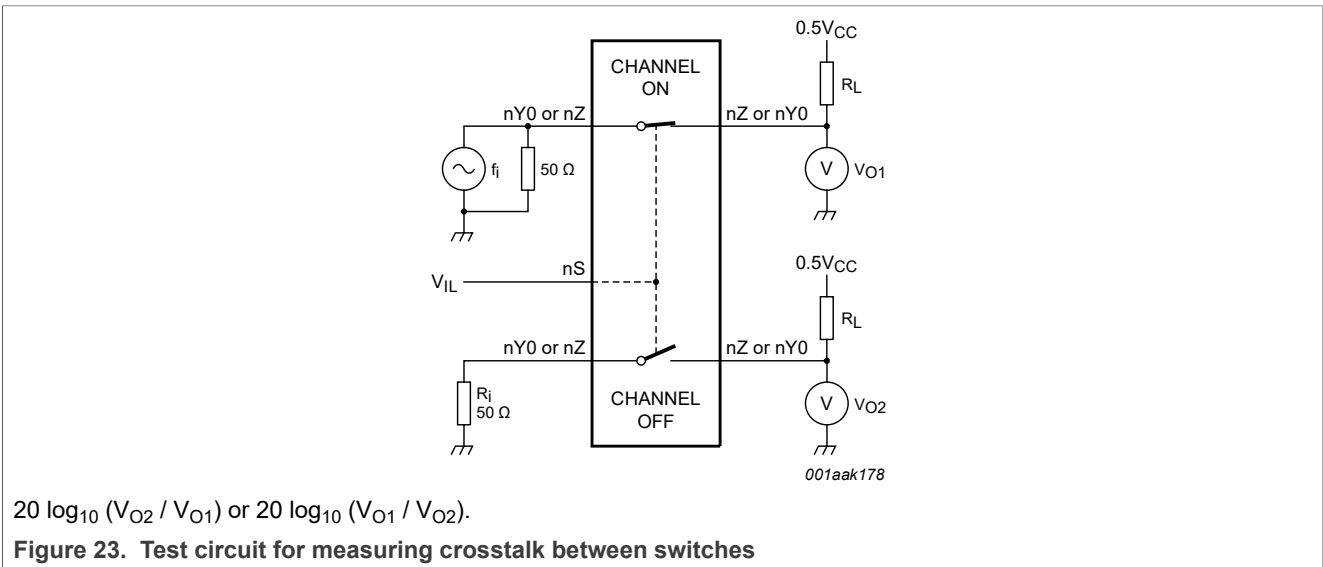 0.5VCC
CHANNEL
ON
RL
nY0 or nZ
nZ or nY0
fi
50 Ω
V
VO1
nS
VIL
0.5VCC
RL
nY0 or nZ
nZ or nY0
Ri
50 Ω
CHANNEL
OFF
V
VO2
001aak178
20 log10 (VO2 / VO1) or 20 log10 (VO1 / VO2).
Figure 23. Test circuit for measuring crosstalk between switches